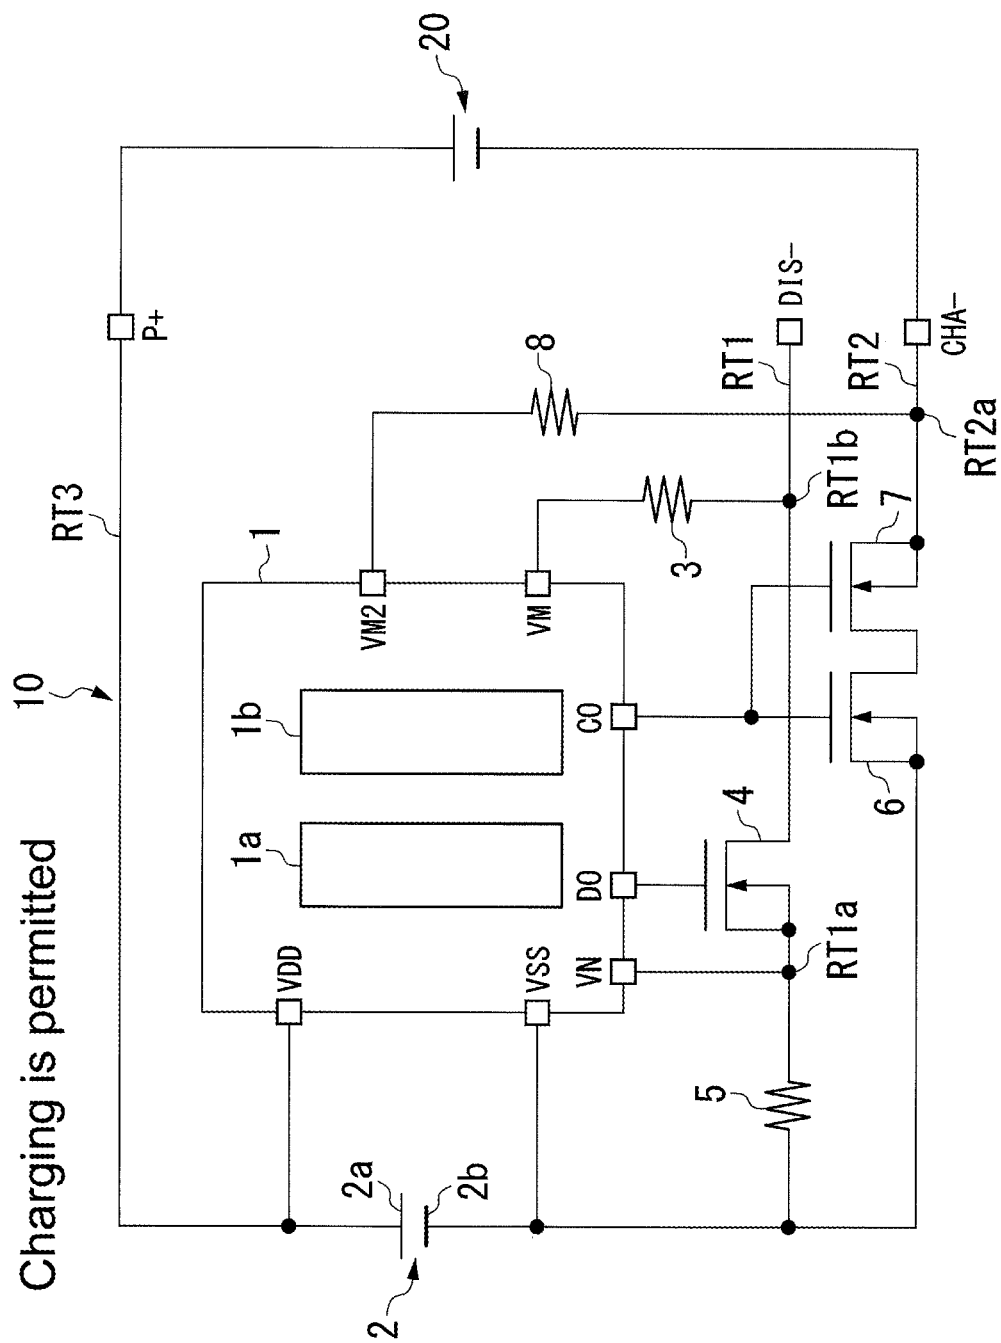 Charging is permitted
10
RT3
P+
20
1
VDD
VSS
VN
DO
CO
VM
VM2
1a
1b
2
2a
2b
8
3
RT1
DIS-
RT1b
RT2
CHA-
RT2a
4
RT1a
5
6
7